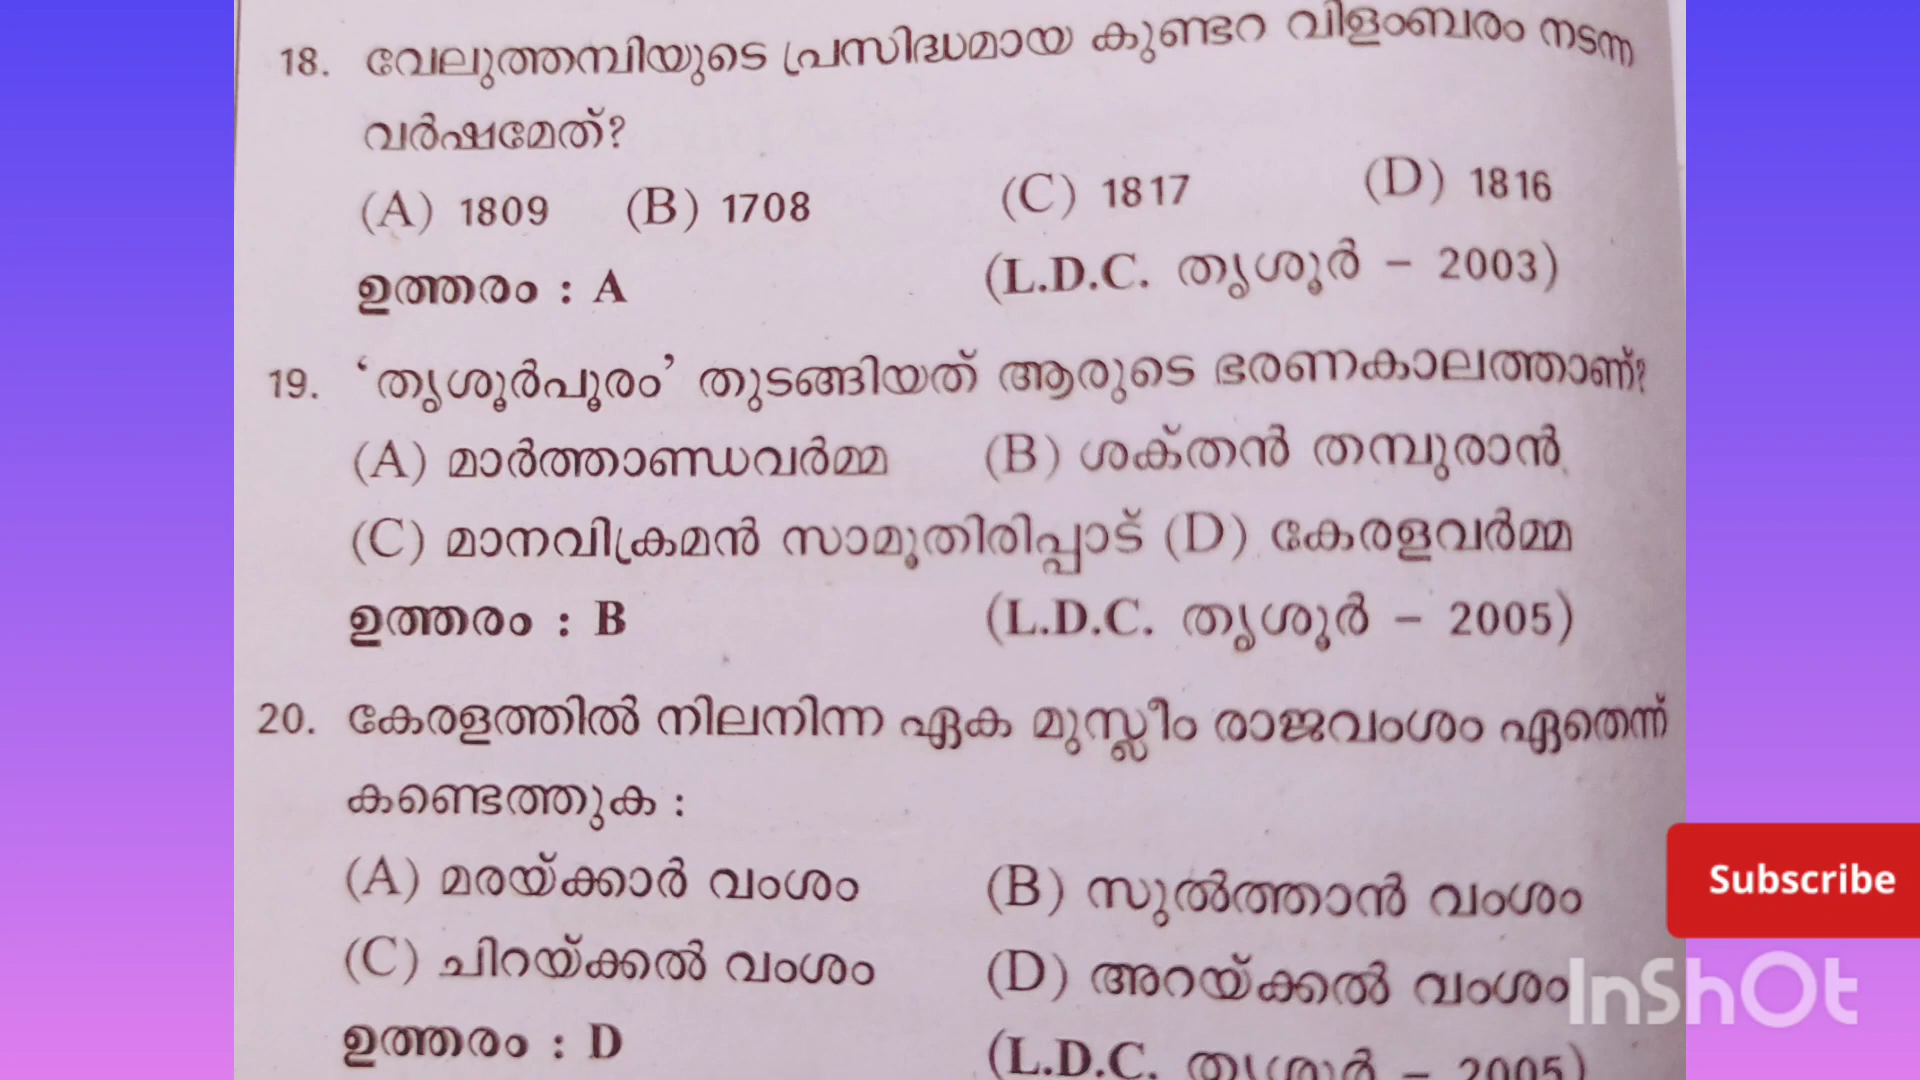 18. വേലുത്തമ്പിയുടെ പ്രസിദ്ധമായ കുണ്ടറ വിളംബരം നടന്ന
വർഷമേത്?
(A) 1809 (B) 1708 (C) 1817 (D) 1816
ഉത്തരം : A (L.D.C. തൃശൂർ – 2003)
19. ‘തൃശൂർപൂരം’ തുടങ്ങിയത് ആരുടെ ഭരണകാലത്താണ്?
(A) മാർത്താണ്ഡവർമ്മ (B) ശക്തൻ തമ്പുരാൻ
(C) മാനവിക്രമൻ സാമൂതിരിപ്പാട് (D) കേരളവർമ്മ
ഉത്തരം : B (L.D.C. തൃശൂർ – 2005)
20. കേരളത്തിൽ നിലനിന്ന ഏക മുസ്ലീം രാജവംശം ഏതെന്ന്
കണ്ടെത്തുക :
(A) മരയ്ക്കാർ വംശം (B) സുൽത്താൻ വംശം
Subscribe
(C) ചിറയ്ക്കൽ വംശം (D) അറയ്ക്കൽ വംശം
InShOt
ഉത്തരം : D (L.D.C. തൃശൂർ – 2005)